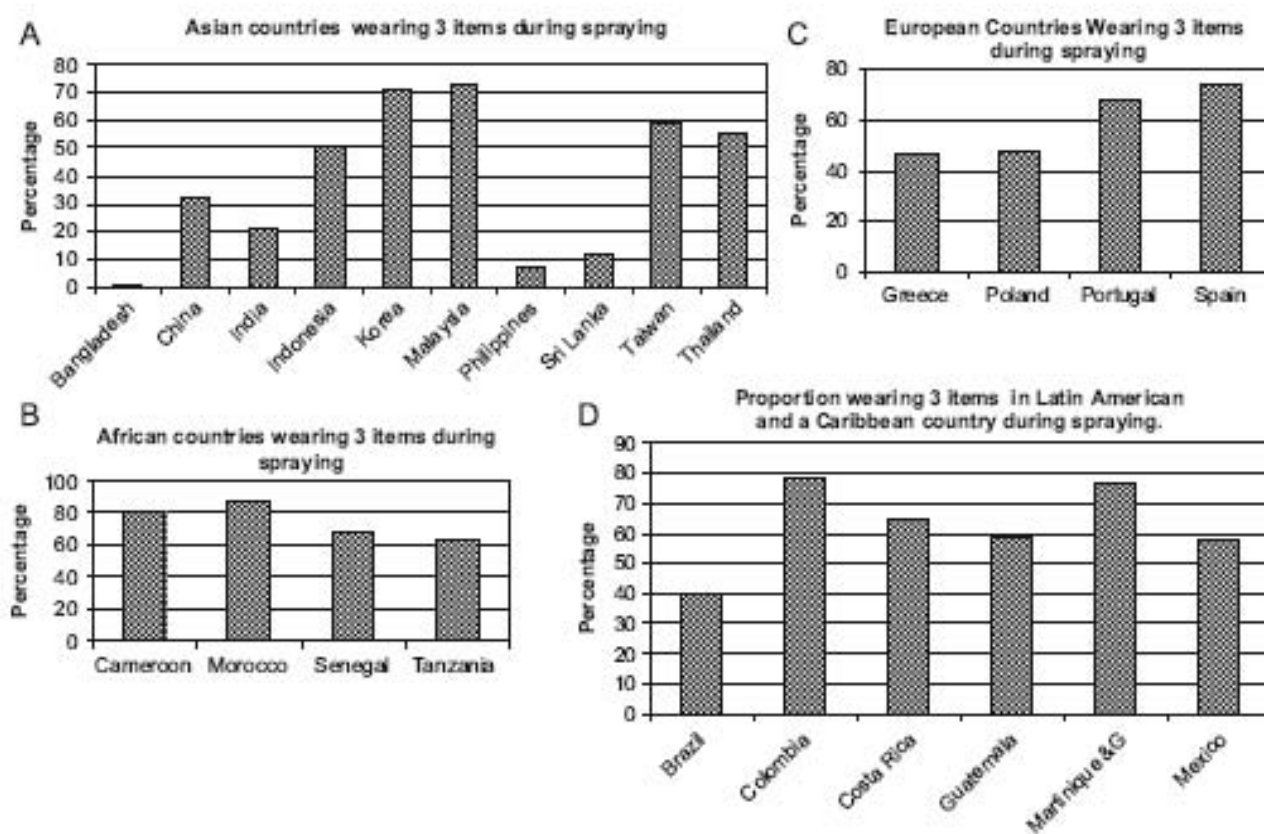 A
Asian countries wearing 3 items during spraying
Percentage
80
70
60
50
40
30
20
10
0
Bangladesh
China
India
Indonesia
Korea
Malaysia
Philippines
Sri Lanka
Taiwan
Thailand
B
African countries wearing 3 items during
spraying
Percentage
100
80
60
40
20
0
Cameroon
Morocco
Senegal
Tanzania
C
European Countries Wearing 3 items
during spraying
Percentage
80
60
40
20
0
Greece
Poland
Portugal
Spain
D
Proportion wearing 3 items in Latin American
and a Caribbean country during spraying.
Percentage
90
80
70
60
50
40
30
20
10
0
Brazil
Colombia
Costa Rica
Guatemala
Martinique &G
Mexico